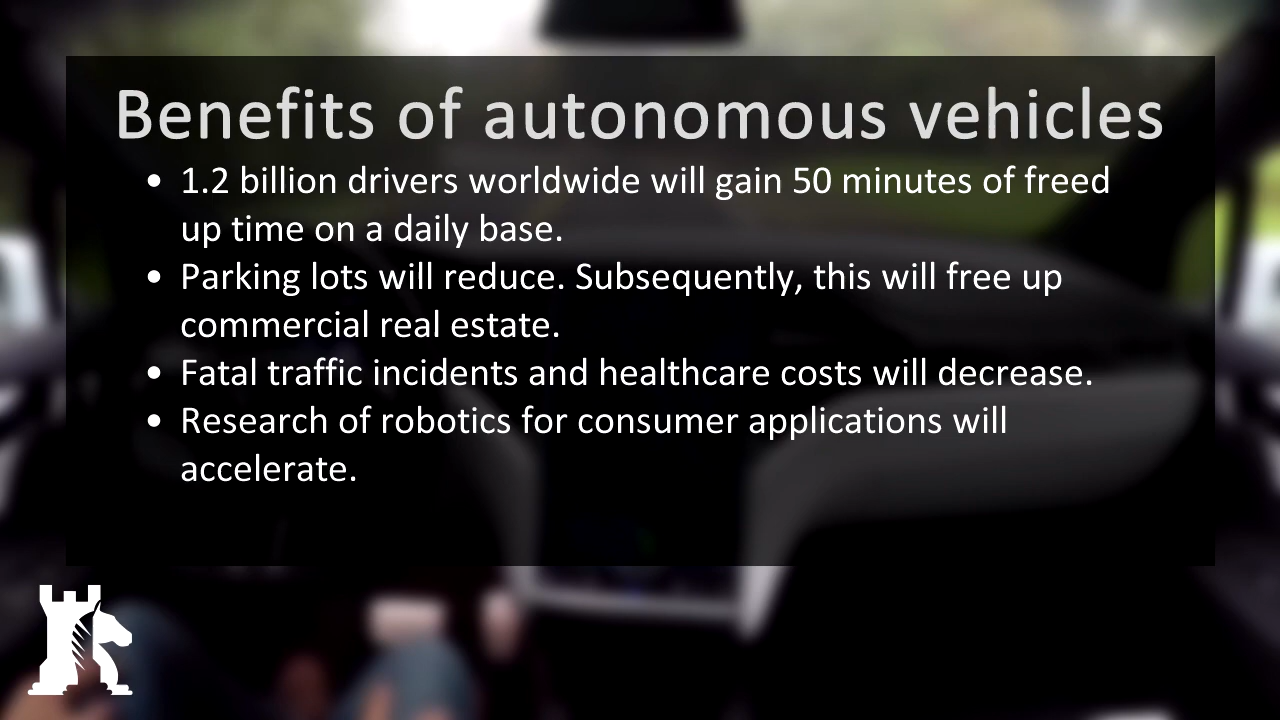 Benefits of autonomous vehicles
• 1.2 billion drivers worldwide will gain 50 minutes of freed
up time on a daily base.
• Parking lots will reduce. Subsequently, this will free up
commercial real estate.
• Fatal traffic incidents and healthcare costs will decrease.
• Research of robotics for consumer applications will
accelerate.